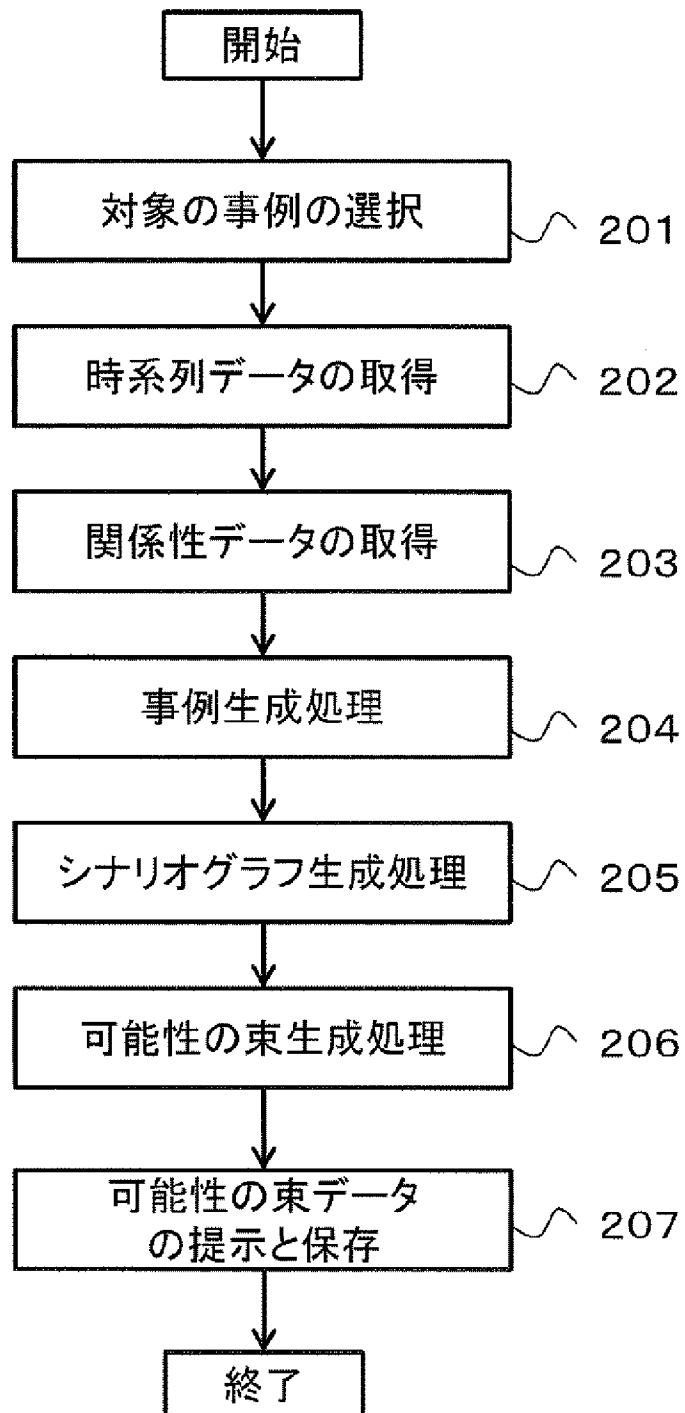 開始
対象の事例の選択
201
時系列データの取得
202
関係性データの取得
203
事例生成処理
204
シナリオグラフ生成処理
205
可能性の束生成処理
206
可能性の束データ
の提示と保存
207
終了